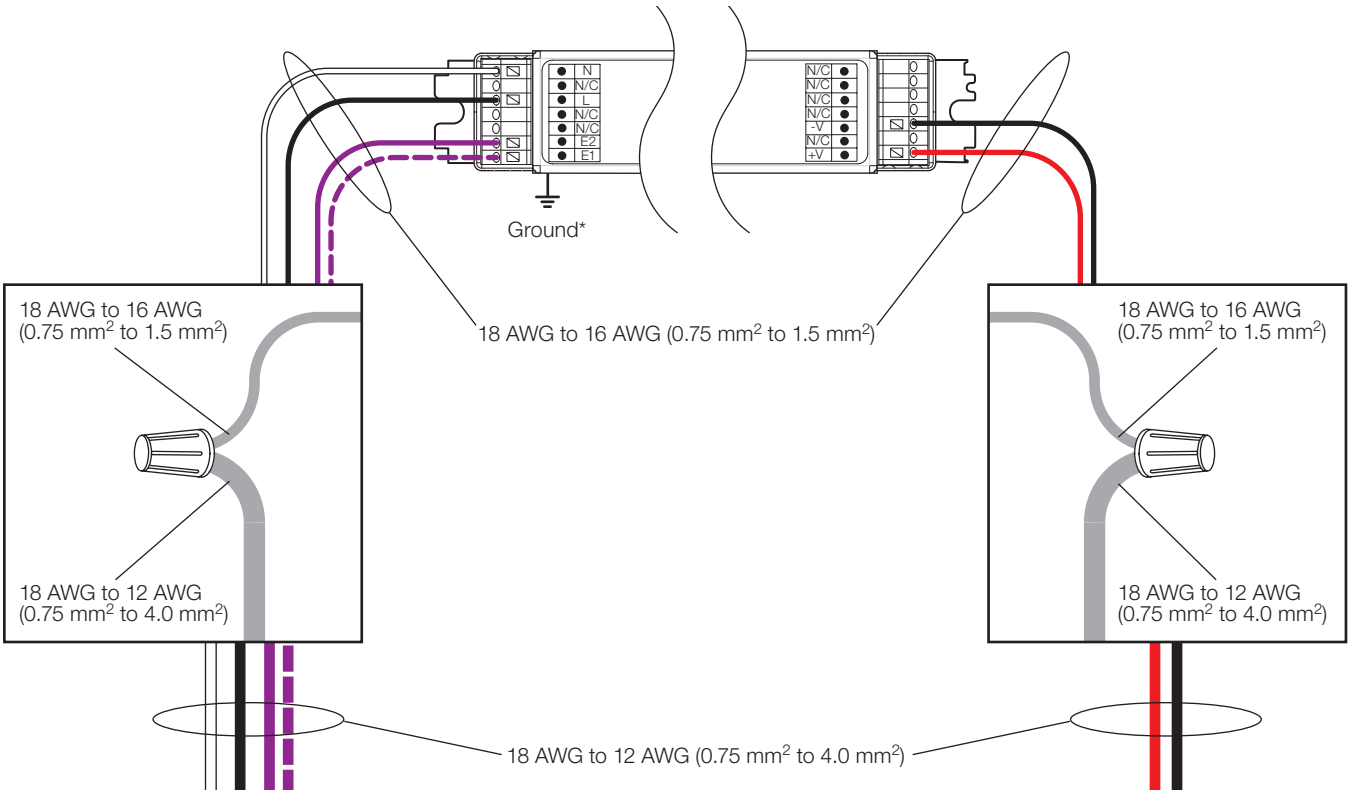 N
N/C
L
N/C
N/C
E2
E1
N/C
N/C
N/C
N/C
-V
N/C
+V
Ground*
18 AWG to 16 AWG
(0.75 mm² to 1.5 mm²)
18 AWG to 16 AWG (0.75 mm² to 1.5 mm²)
18 AWG to 16 AWG
(0.75 mm² to 1.5 mm²)
18 AWG to 12 AWG
(0.75 mm² to 4.0 mm²)
18 AWG to 12 AWG
(0.75 mm² to 4.0 mm²)
18 AWG to 12 AWG (0.75 mm² to 4.0 mm²)